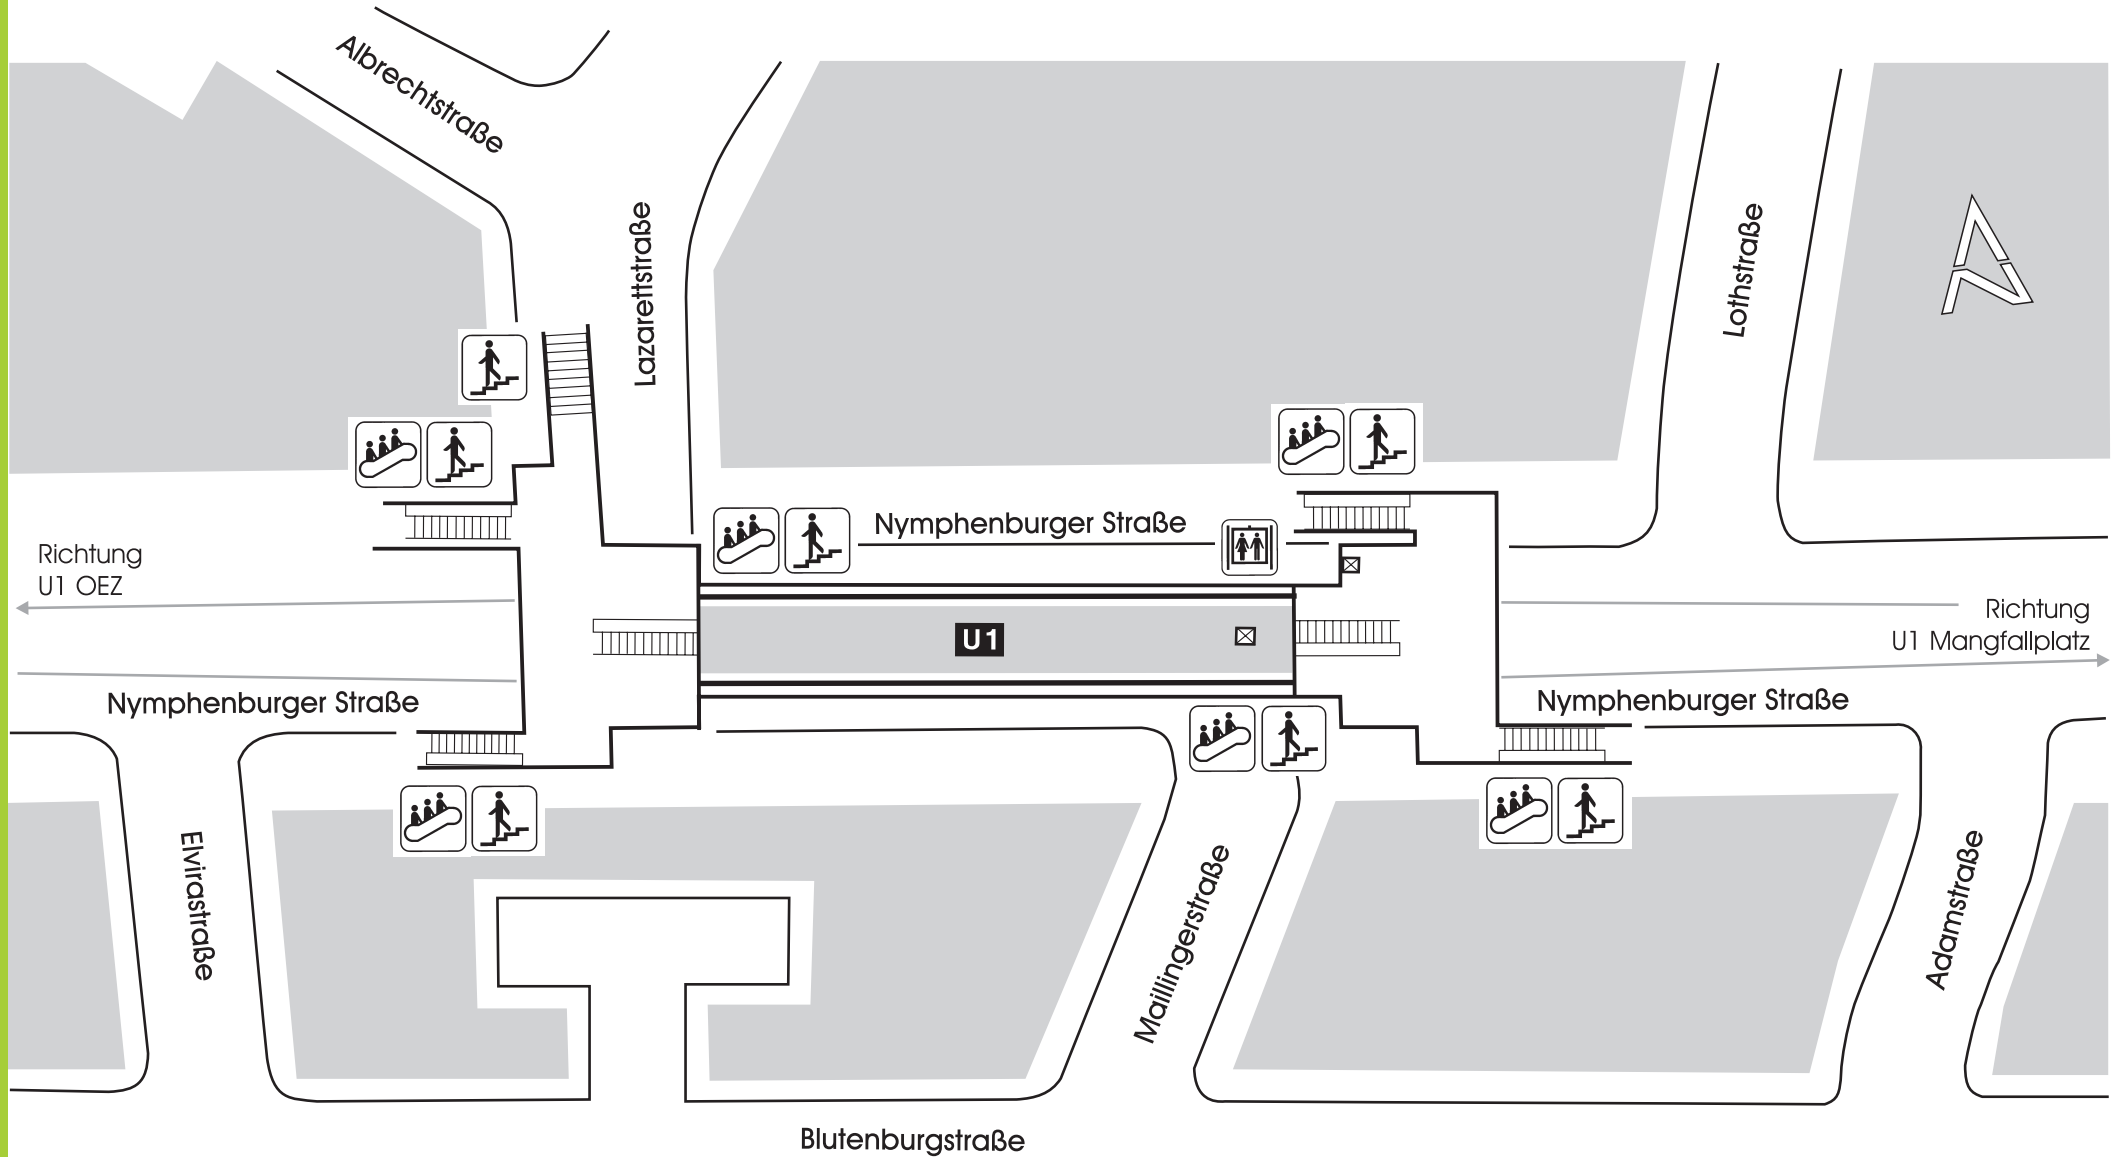 Albrechtstraße
Lazarettstraße
Lothstraße
Nymphenburger Straße
Richtung
U1 OEZ
Richtung
U1 Mangfallplatz
U1
Nymphenburger Straße
Nymphenburger Straße
Elvirastraße
Maillingerstraße
Adamstraße
Blutenburgstraße